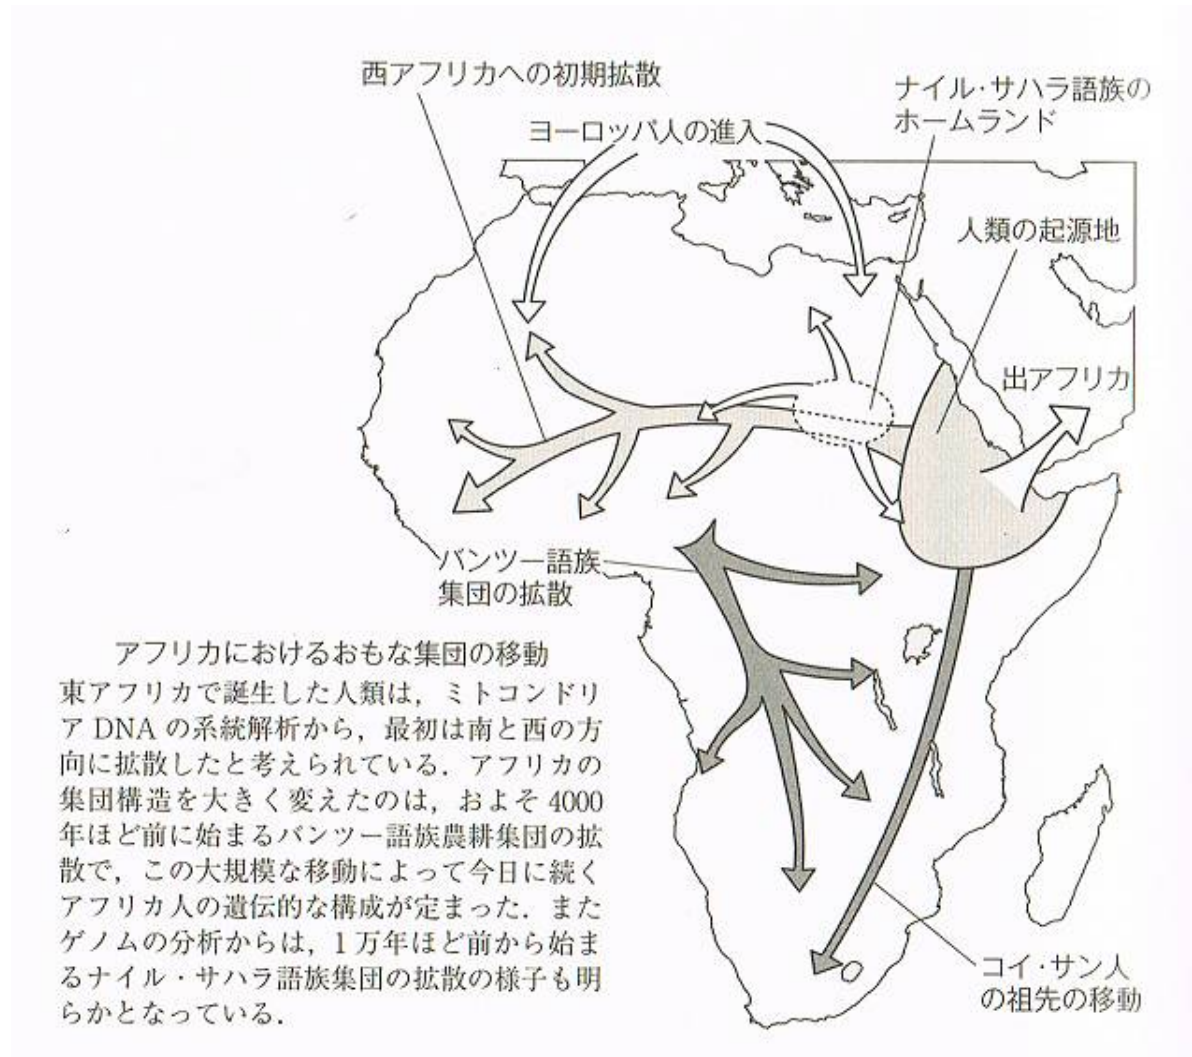 西アフリカへの初期拡散
ナイル・サハラ語族の
ホームランド
ヨーロッパ人の進入
人類の起源地
出アフリカ
バンツー語族
集団の拡散
アフリカにおけるおもな集団の移動
東アフリカで誕生した人類は，ミトコンドリ
ア DNA の系統解析から，最初は南と西の方
向に拡散したと考えられている．アフリカの
集団構造を大きく変えたのは，およそ 4000
年ほど前に始まるバンツー語族農耕集団の拡
散で，この大規模な移動によって今日に続く
アフリカ人の遺伝的な構成が定まった．また
ゲノムの分析からは，1 万年ほど前から始ま
るナイル・サハラ語族集団の拡散の様子も明
らかとなっている．
コイ・サン人
の祖先の移動